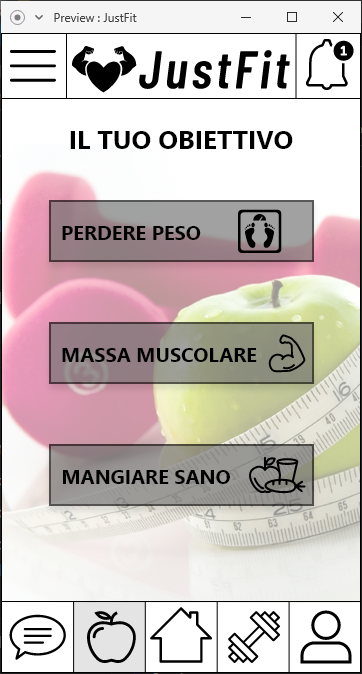 Preview : JustFit
JustFit
1
IL TUO OBIETTIVO
PERDERE PESO
MASSA MUSCOLARE
MANGIARE SANO